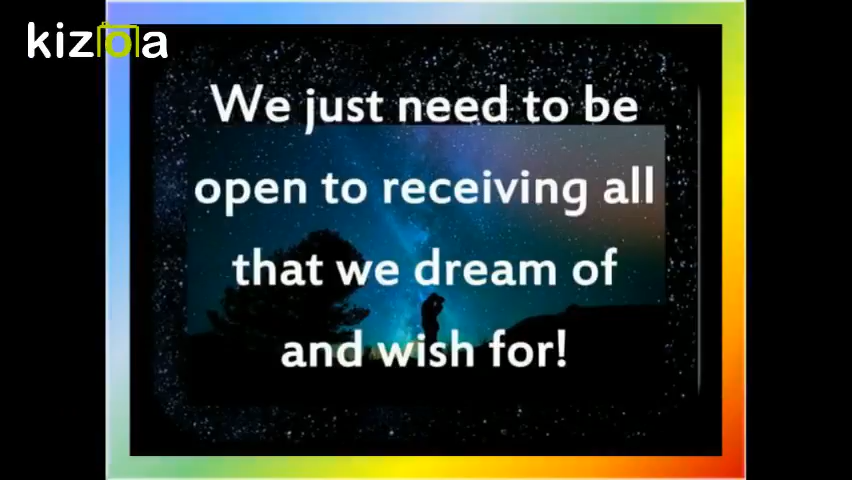 kizoa
We just need to be
open to receiving all
that we dream of
and wish for!